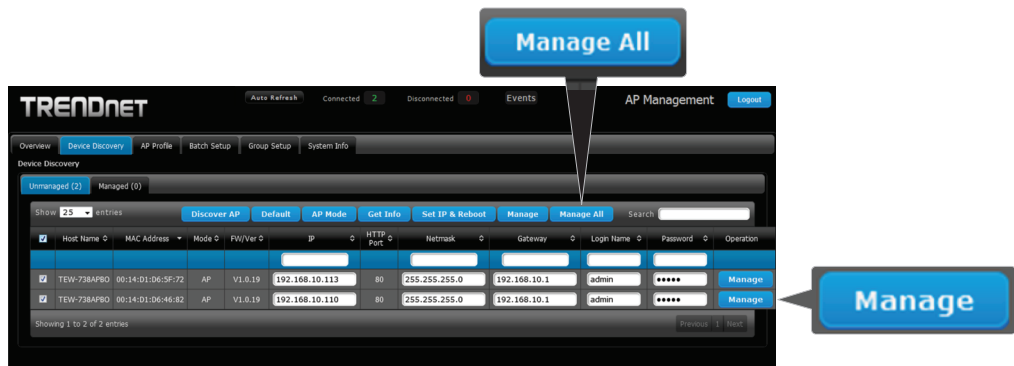 Manage All
TRENDnet Auto Refresh Connected 2 Disconnected 0 Events AP Management Logout
Overview Device Discovery AP Profile Batch Setup Group Setup System Info
Device Discovery
Unmanaged (2) Managed (0)
Show 25 entries Discover AP Default AP Mode Get Info Set IP & Reboot Manage Manage All Search
Host Name MAC Address Mode FW/Ver IP HTTP Port Netmask Gateway Login Name Password Operation
TEW-738APBO 00:14:D1:D6:5F:72 AP V1.0.19 192.168.10.113 80 255.255.255.0 192.168.10.1 admin ••••• Manage
TEW-738APBO 00:14:D1:D6:46:82 AP V1.0.19 192.168.10.110 80 255.255.255.0 192.168.10.1 admin ••••• Manage
Manage
Showing 1 to 2 of 2 entries Previous 1 Next